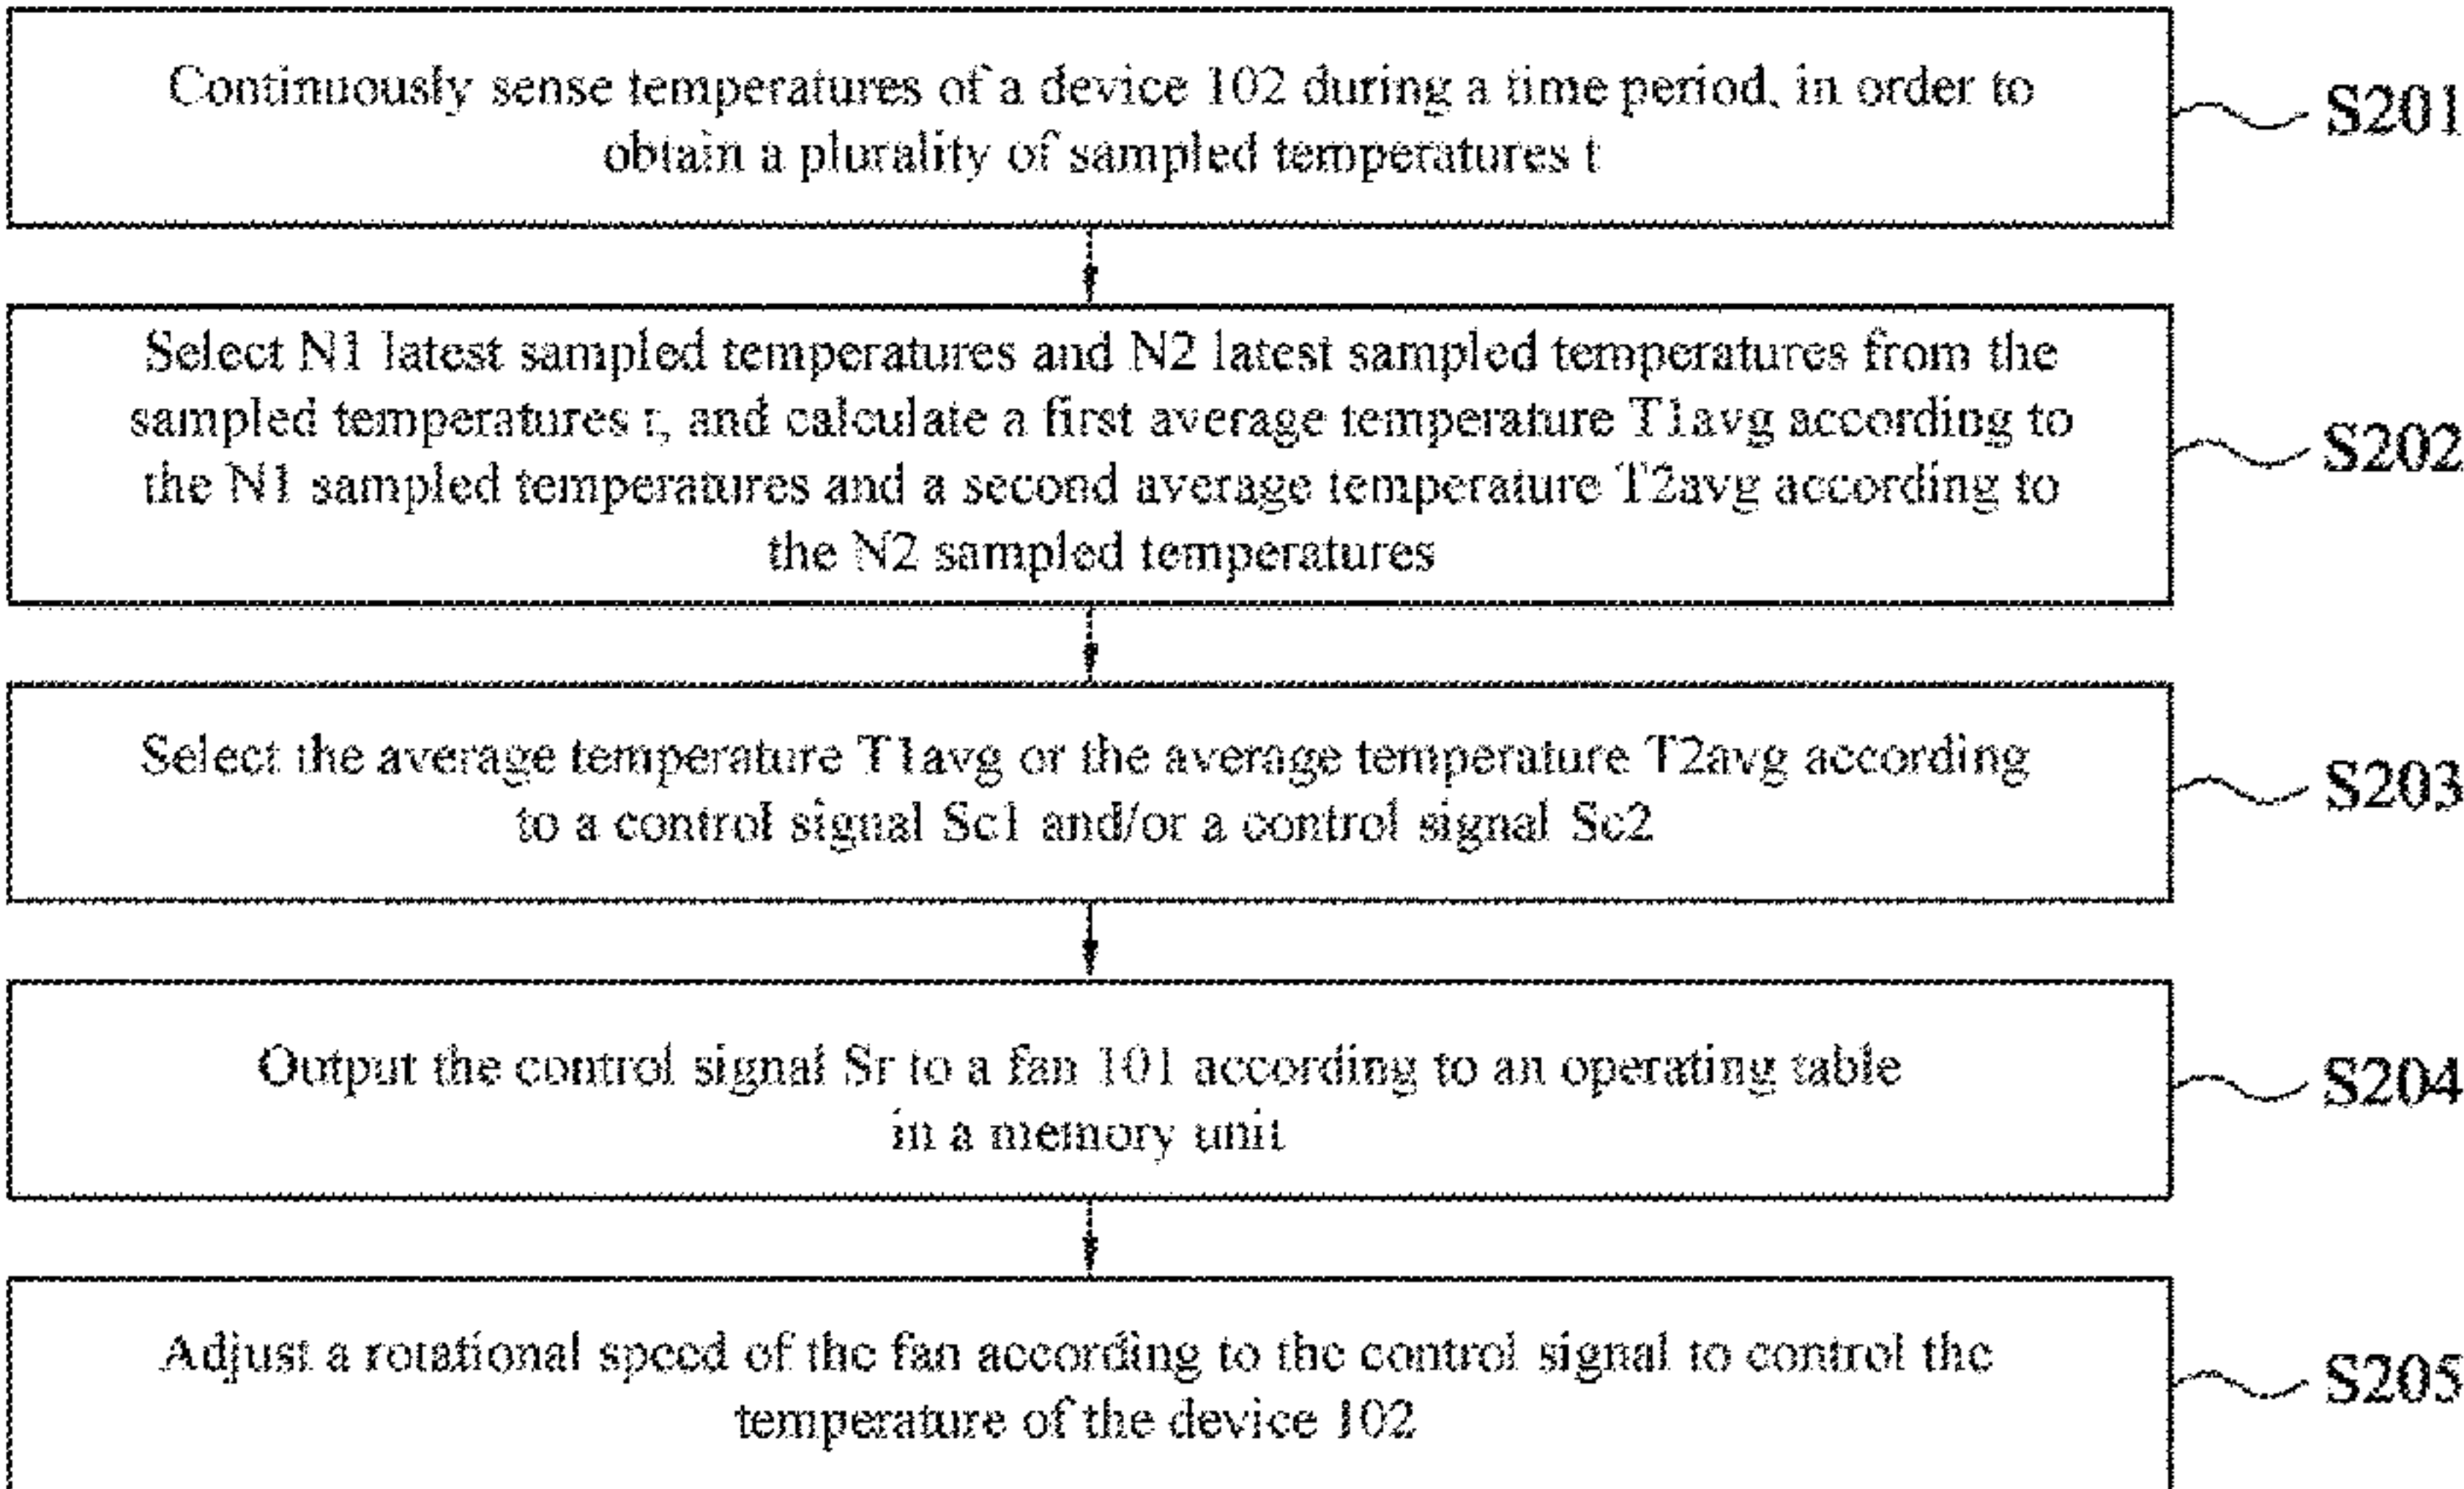 Continuously sense temperatures of a device 102 during a time period, in order to
obtain a plurality of sampled temperatures t
S201
Select N1 latest sampled temperatures and N2 latest sampled temperatures from the
sampled temperatures t, and calculate a first average temperature T1avg according to
the N1 sampled temperatures and a second average temperature T2avg according to
the N2 sampled temperatures
S202
Select the average temperature T1avg or the average temperature T2avg according
to a control signal Sc1 and/or a control signal Sc2
S203
Output the control signal Sr to a fan 101 according to an operating table
in a memory unit
S204
Adjust a rotational speed of the fan according to the control signal to control the
temperature of the device 102
S205